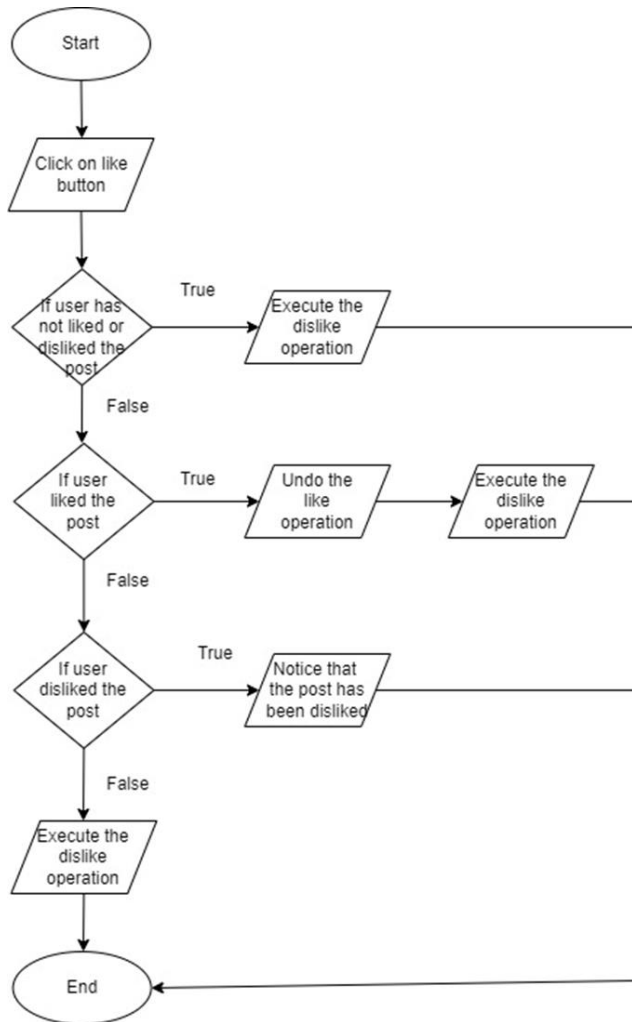 Start
Click on like
button
If user has
not liked or
disliked the
post
True
Execute the
dislike
operation
False
If user
liked the
post
True
Undo the
like
operation
Execute the
dislike
operation
False
If user
disliked the
post
True
Notice that
the post has
been disliked
False
Execute the
dislike
operation
End